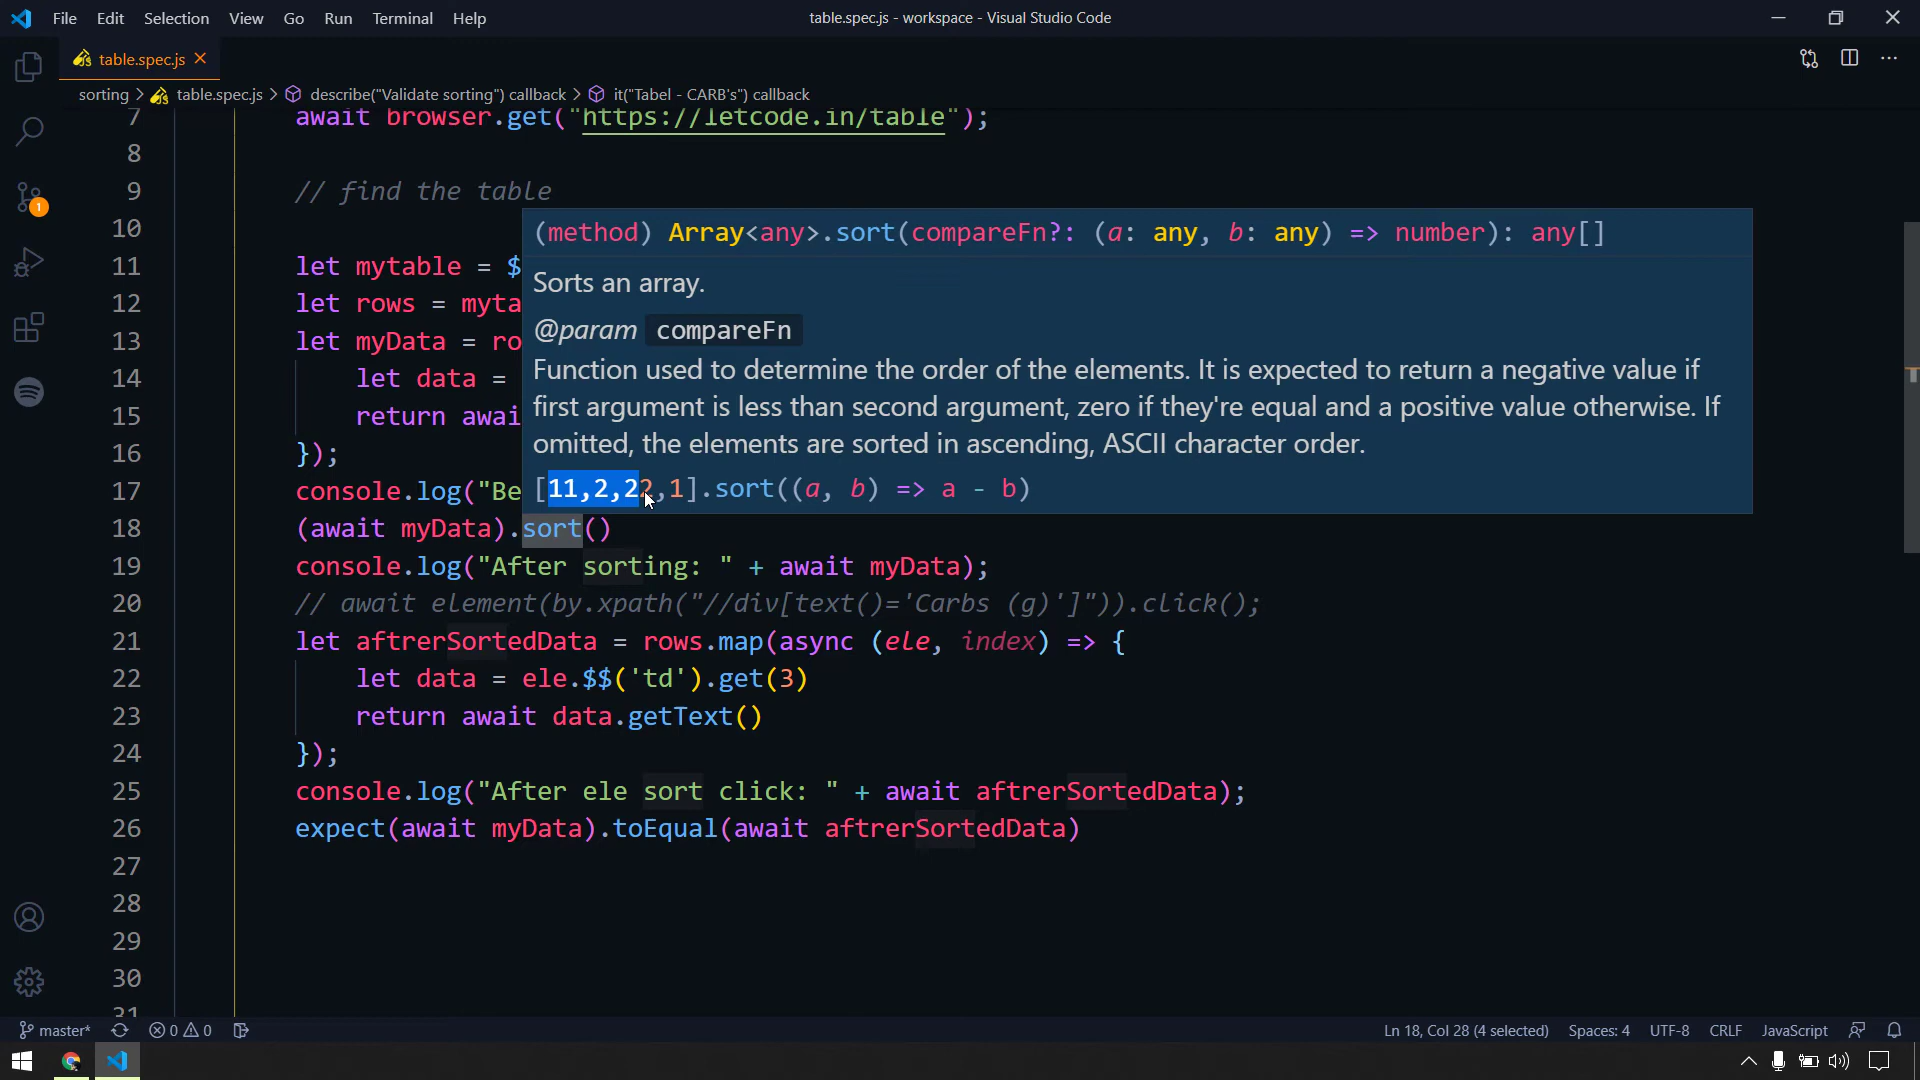 File Edit Selection View Go Run Terminal Help
table.spec.js - workspace - Visual Studio Code
table.spec.js
sorting > table.spec.js > describe("Validate sorting") callback > it("Tabel - CARB's") callback
7 await browser.get("https://letcode.in/table");
8
9 // find the table
10
(method) Array<any>.sort(compareFn?: (a: any, b: any) => number): any[]
11 let mytable = $
Sorts an array.
12 let rows = myta
@param compareFn
13 let myData = ro
Function used to determine the order of the elements. It is expected to return a negative value if
14 let data =
first argument is less than second argument, zero if they're equal and a positive value otherwise. If
15 return awai
omitted, the elements are sorted in ascending, ASCII character order.
16 });
[11,2,22,1].sort((a, b) => a - b)
17 console.log("Be
18 (await myData).sort()
19 console.log("After sorting: " + await myData);
20 // await element(by.xpath("//div[text()='Carbs (g)']")).click();
21 let aftrerSortedData = rows.map(async (ele, index) => {
22 let data = ele.$$('td').get(3)
23 return await data.getText()
24 });
25 console.log("After ele sort click: " + await aftrerSortedData);
26 expect(await myData).toEqual(await aftrerSortedData)
27
28
29
30
31
1
master* 0 0
Ln 18, Col 28 (4 selected) Spaces: 4 UTF-8 CRLF JavaScript